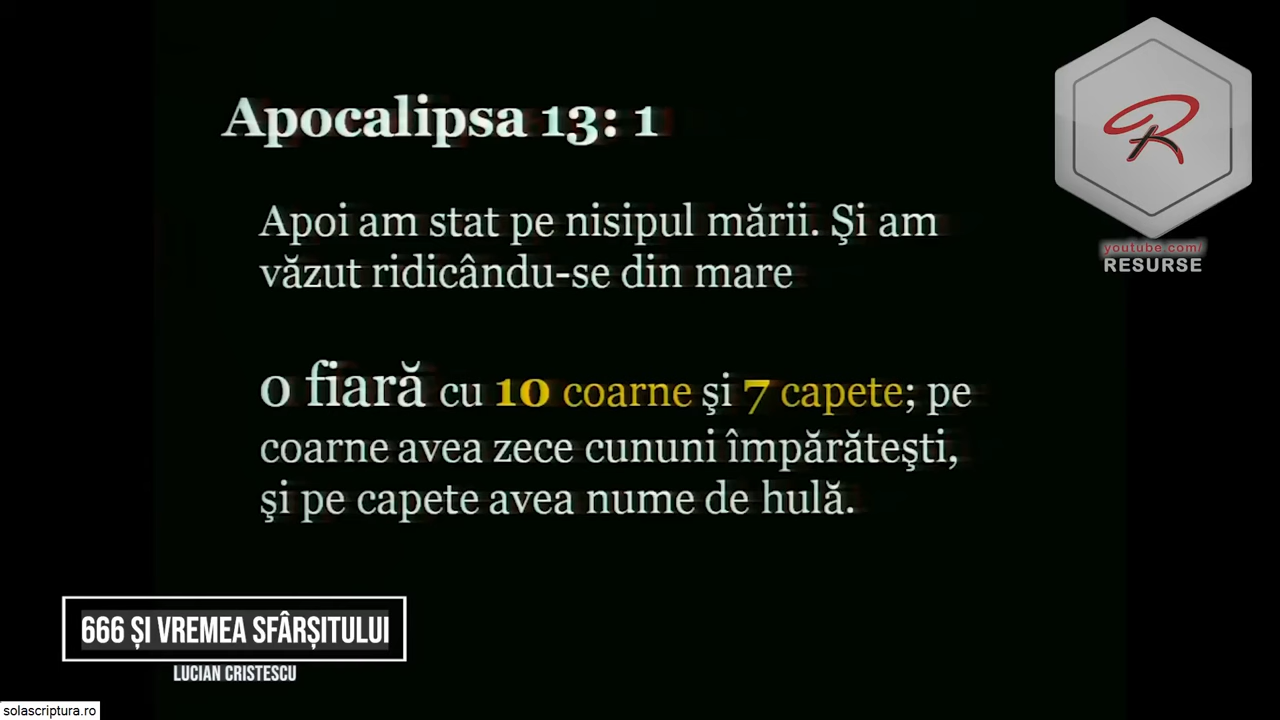 Apocalipsa 13: 1
Apoi am stat pe nisipul mării. Şi am
văzut ridicându-se din mare
o fiară cu 10 coarne şi 7 capete; pe
coarne avea zece cununi împărăteşti,
şi pe capete avea nume de hulă.
R
youtube.com/
RESURSE
666 ȘI VREMEA SFÂRȘITULUI
LUCIAN CRISTESCU
solascriptura.ro